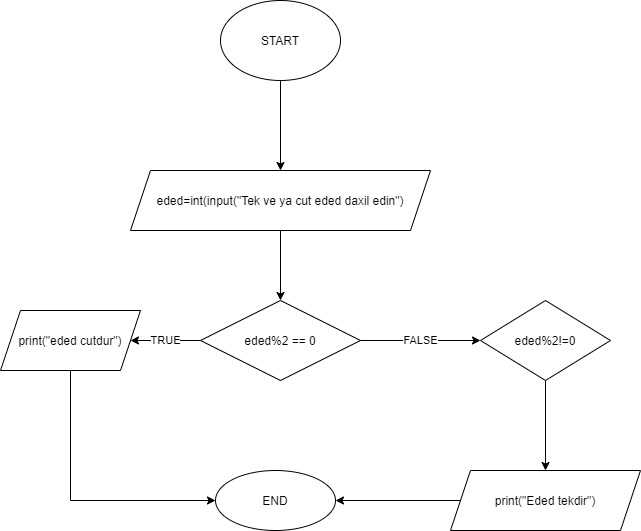 START
eded=int(input("Tek ve ya cut eded daxil edin")
print("eded cutdur")
TRUE
eded%2 == 0
FALSE
eded%2!=0
END
print("Eded tekdir")